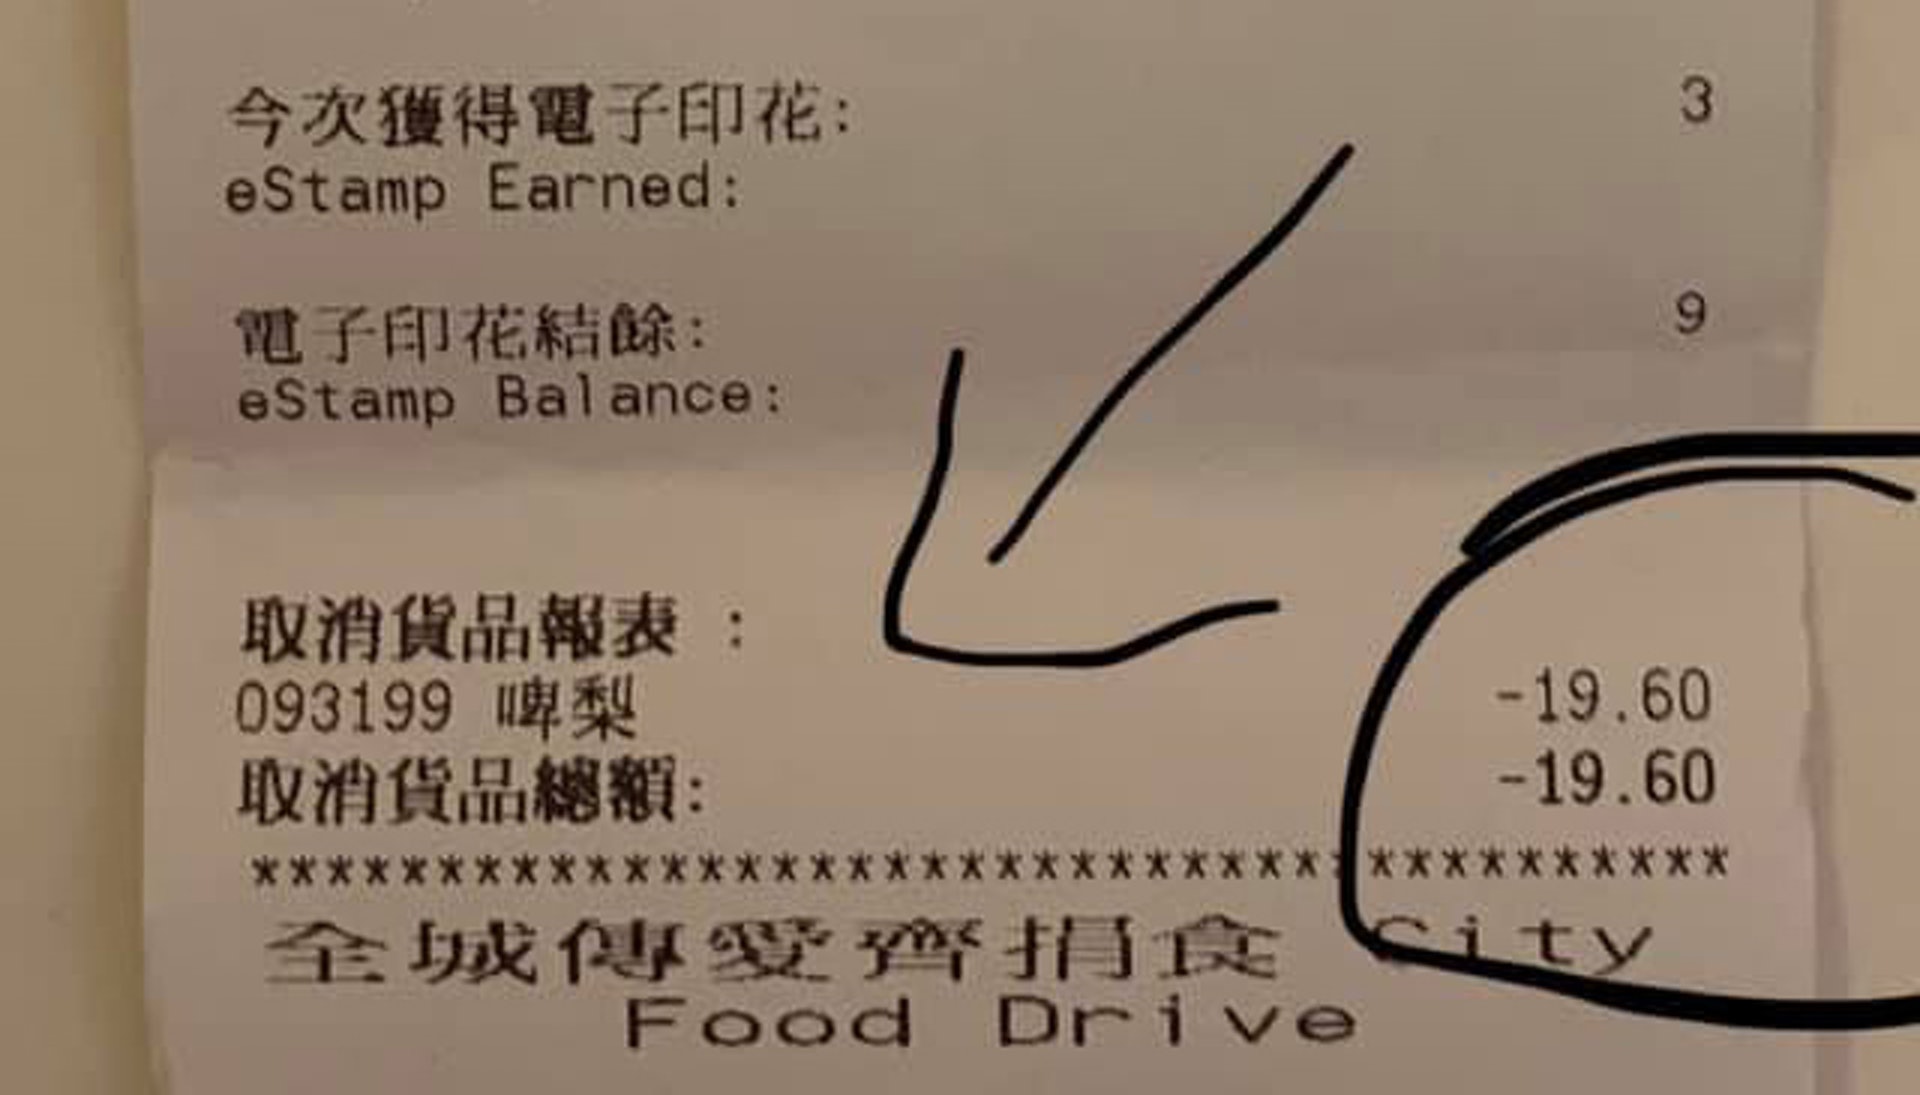 今次獲得電子印花: 3
eStamp Earned:
電子印花結餘: 9
eStamp Balance:
取消貨品報表 :
093199 啤梨 -19.60
取消貨品總額: -19.60
****************************************
全城傳愛齊捐食 City
Food Drive